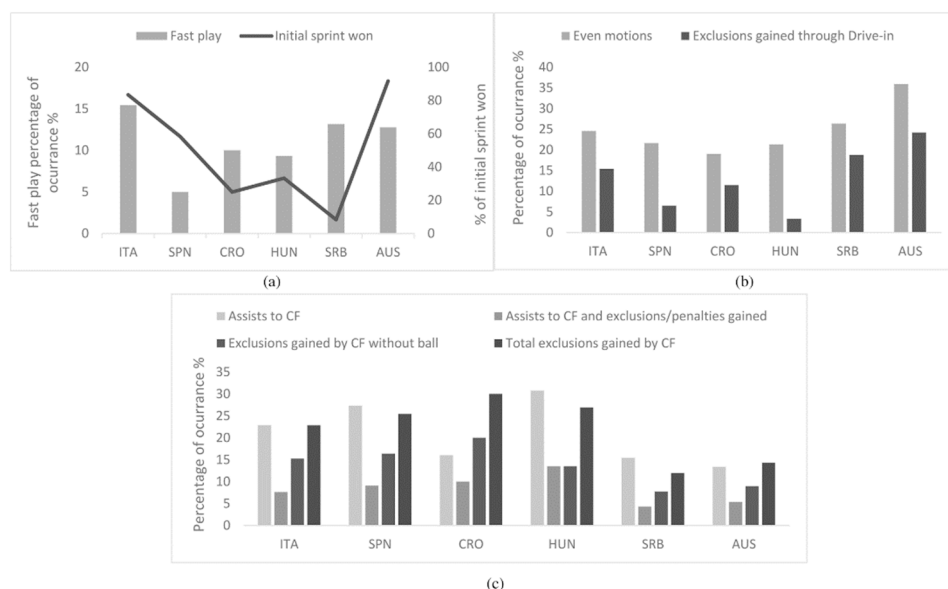 (a)
Fast play
Initial sprint won
Fast play percentage of
ocurrance %
20
15
10
5
0
100
80
60
40
20
0
% of initial sprint won
ITA SPN CRO HUN SRB AUS
(b)
Even motions
Exclusions gained through Drive-in
Percentage of ocurrance %
40
35
30
25
20
15
10
5
0
ITA SPN CRO HUN SRB AUS
(a)
(b)
Assists to CF
Assists to CF and exclusions/penalties gained
Exclusions gained by CF without ball
Total exclusions gained by CF
Percentage of ocurrance %
35
30
25
20
15
10
5
0
ITA SPN CRO HUN SRB AUS
(c)